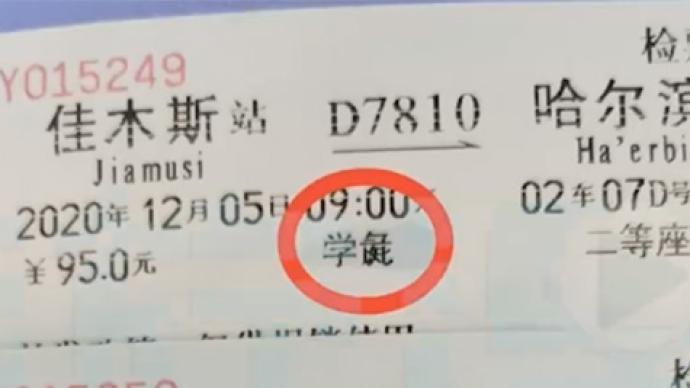 Y015249
检
佳木斯站 D7810 哈尔滨
Jiamusi Ha'erbi
2020年12月05日09:00 02车07D号
￥95.0元 学 二等座